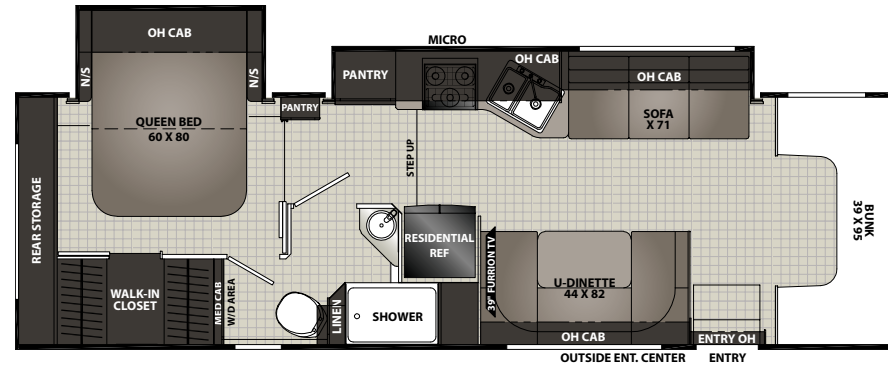 OH CAB
N/S
N/S
QUEEN BED
60 X 80
PANTRY
MICRO
PANTRY
OH CAB
OH CAB
SOFA
X 71
STEP UP
REAR STORAGE
WALK-IN
CLOSET
MED CAB
W/D AREA
LINEN
SHOWER
RESIDENTIAL
REF
39" FURRION TV
U-DINETTE
44 X 82
OH CAB
ENTRY OH
OUTSIDE ENT. CENTER
ENTRY
BUNK
39 X 95